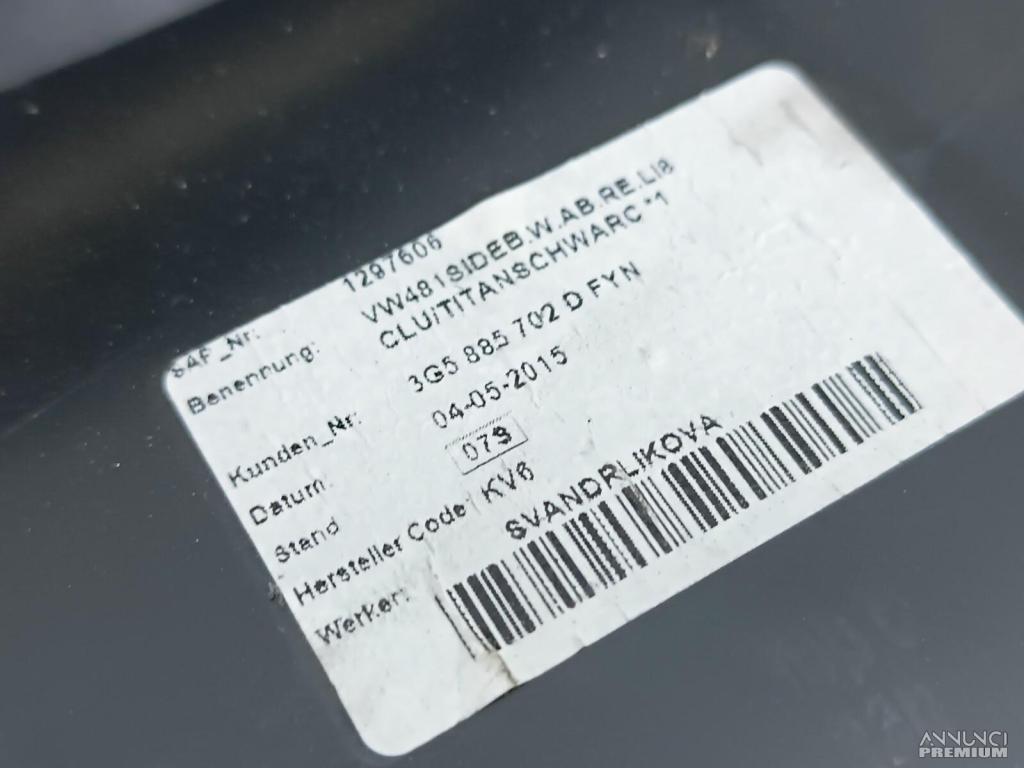 SAP_Nr: 1297606
Benennung: VW481SIDEB.W.AB.RE.LI8
CLU/TITANSCHWARC *1
Kunden_Nr: 3G5 885 702 D FYN
Datum: 04-05-2015
Stand 079
Hersteller Code KV6
Werker: SVANDRLIKOVA
ANNUNCI
PREMIUM